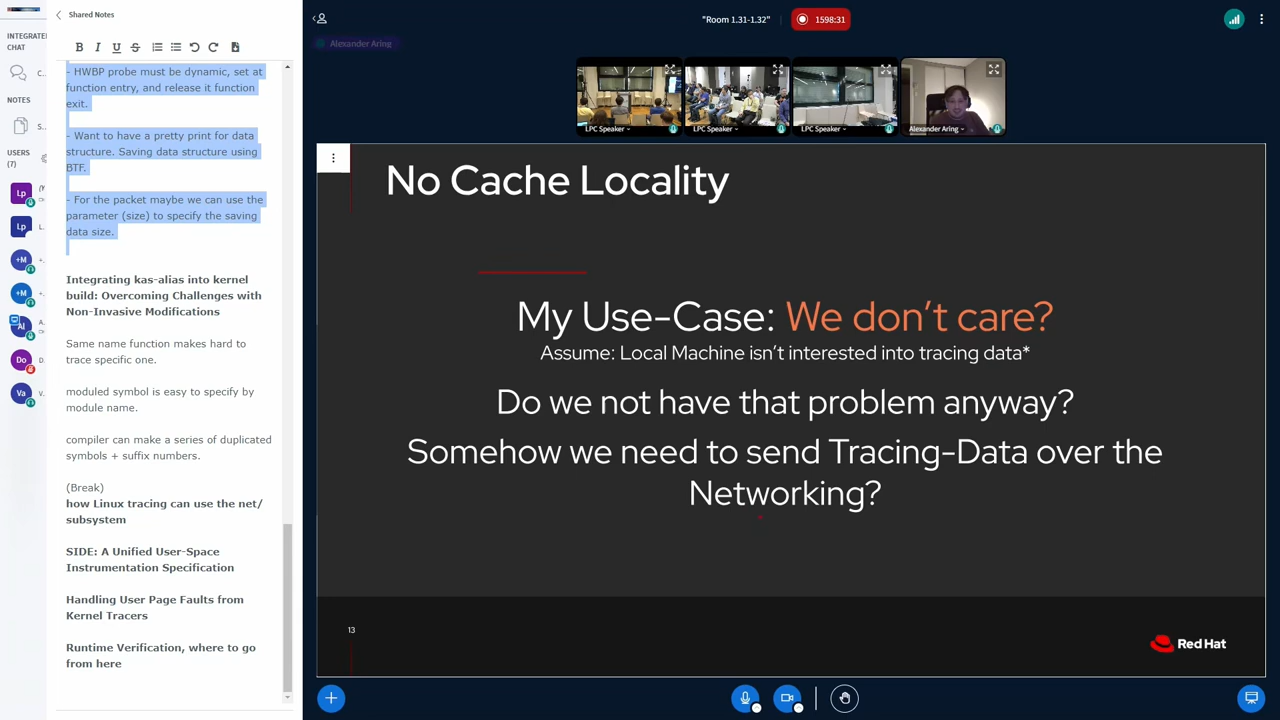 Shared Notes
INTEGRATE
CHAT
C..
NOTES
S..
USERS
(7)
Lp
Lp
L..
+M
+..
+M
+..
Al
A..
Do
D..
Va
V..
- HWBP probe must be dynamic, set at
function entry, and release it function
exit.
- Want to have a pretty print for data
structure. Saving data structure using
BTF.
- For the packet maybe we can use the
parameter (size) to specify the saving
data size.
Integrating kas-alias into kernel
build: Overcoming Challenges with
Non-Invasive Modifications
Same name function makes hard to
trace specific one.
moduled symbol is easy to specify by
module name.
compiler can make a series of duplicated
symbols + suffix numbers.
(Break)
how Linux tracing can use the net/
subsystem
SIDE: A Unified User-Space
Instrumentation Specification
Handling User Page Faults from
Kernel Tracers
Runtime Verification, where to go
from here
"Room 1.31-1.32"
1598:31
Alexander Aring
LPC Speaker
LPC Speaker
LPC Speaker
Alexander Aring
No Cache Locality
My Use-Case: We don't care?
Assume: Local Machine isn't interested into tracing data*
Do we not have that problem anyway?
Somehow we need to send Tracing-Data over the
Networking?
13
Red Hat